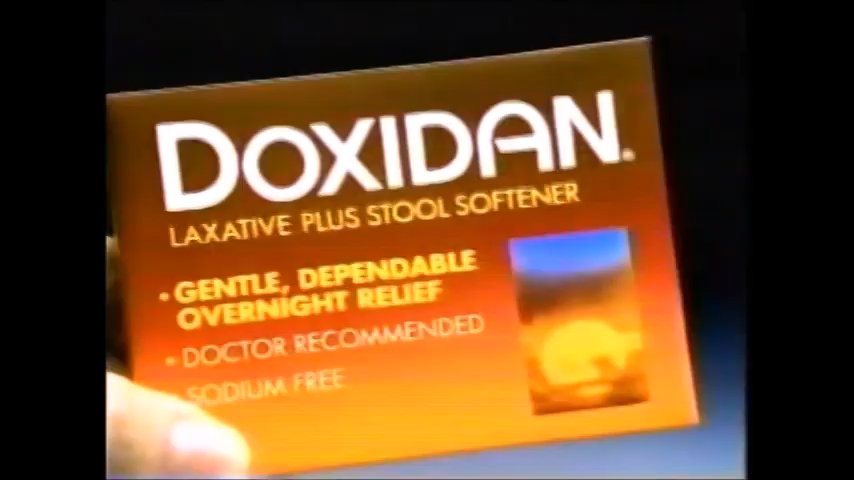 DOXIDAN®
LAXATIVE PLUS STOOL SOFTENER
• GENTLE, DEPENDABLE
OVERNIGHT RELIEF
• DOCTOR RECOMMENDED
SODIUM FREE